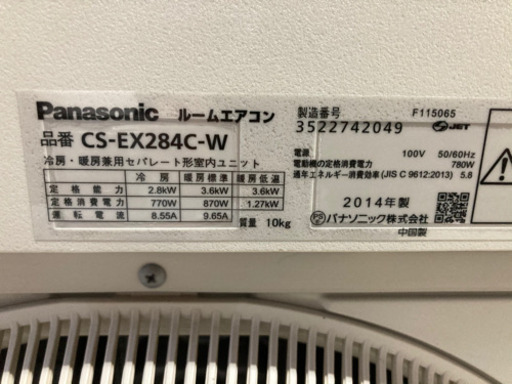 Panasonic ルームエアコン
品番 CS-EX284C-W
冷房・暖房兼用セパレート形室内ユニット
冷房 暖房標準 暖房低温
定格能力 2.8kW 3.6kW 3.6kW
定格消費電力 770W 870W 1.27kW
運転電流 8.55A 9.65A
質量 10kg
製造番号 F115065
3522742049 JET
電源 100V 50/60Hz
電動機の定格消費電力 780W
通年エネルギー消費効率(JIS C 9612:2013) 5.8
2014年製
パナソニック株式会社
中国製